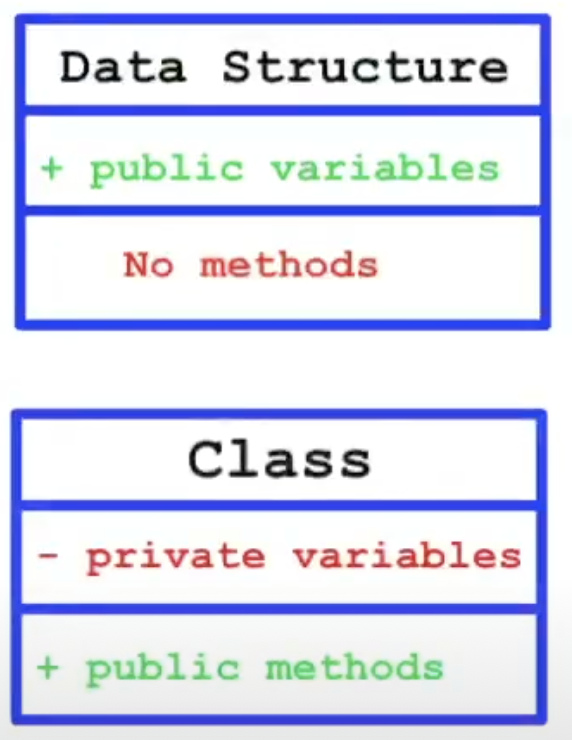 Data Structure
+ public variables
No methods
Class
- private variables
+ public methods